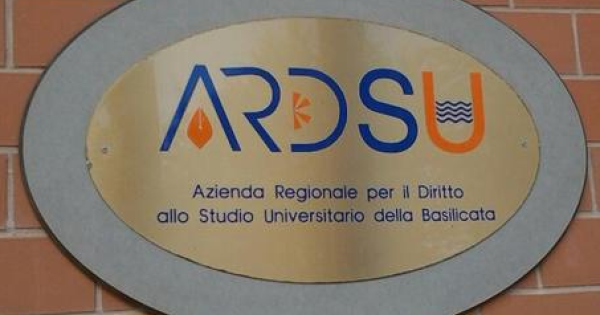 ARDSU
Azienda Regionale per il Diritto
allo Studio Universitario della Basilicata